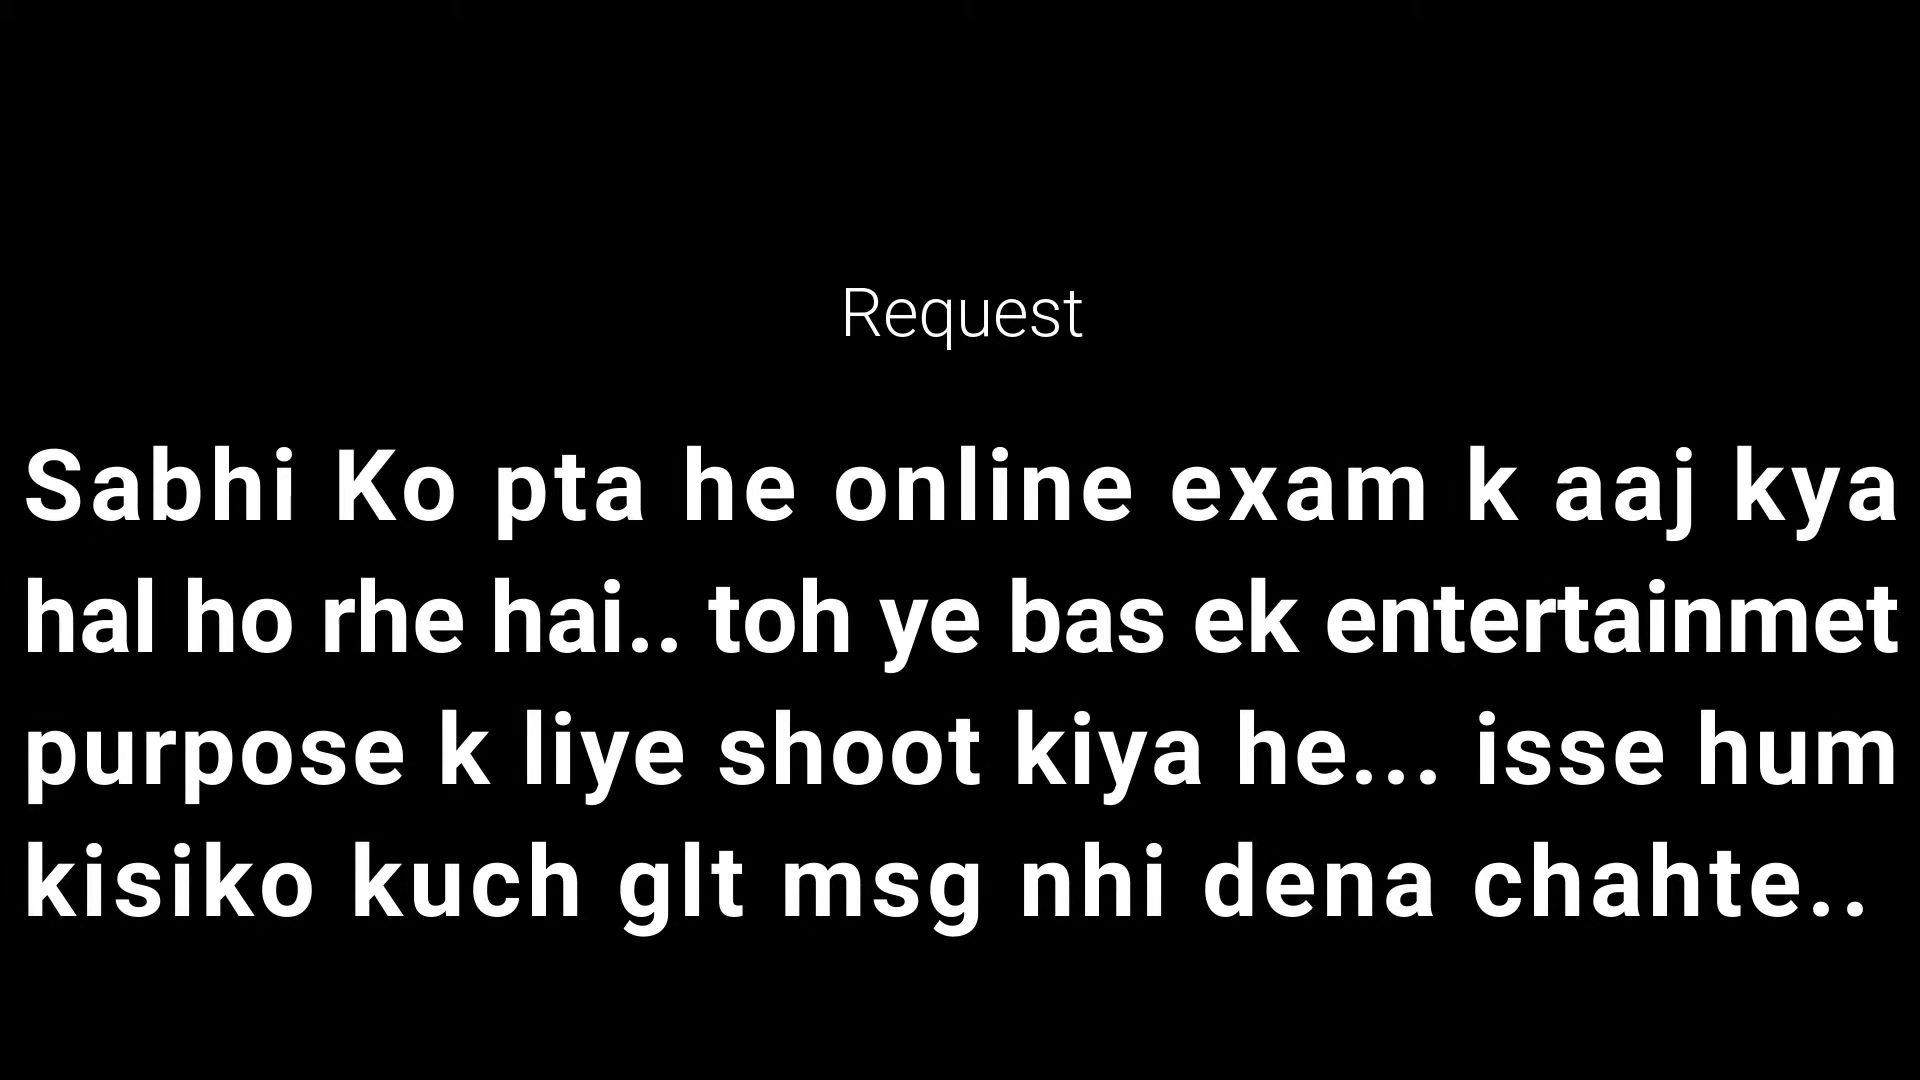 Request
Sabhi Ko pta he online exam k aaj kya
hal ho rhe hai.. toh ye bas ek entertainmet
purpose k liye shoot kiya he... isse hum
kisiko kuch glt msg nhi dena chahte..